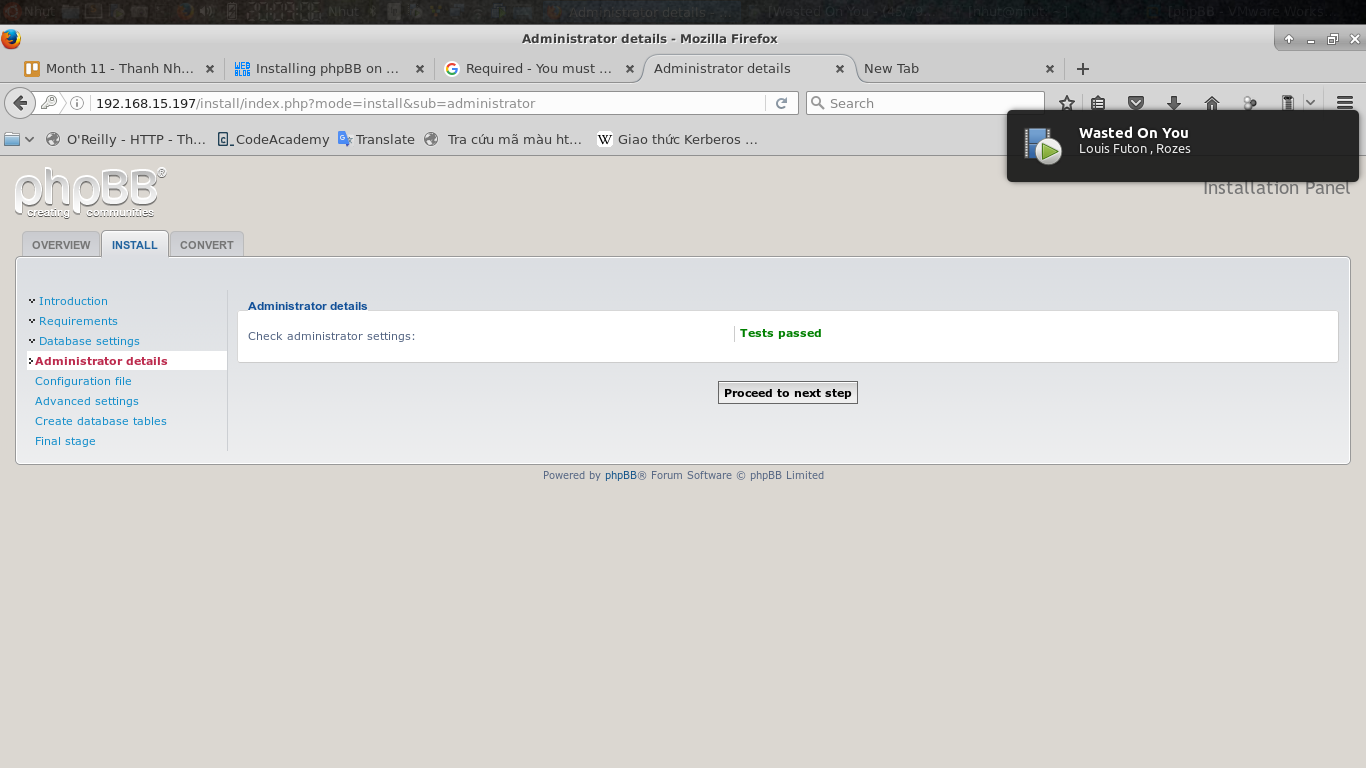 Administrator details - Mozilla Firefox
Month 11 - Thanh Nh...
Installing phpBB on ...
Required - You must ...
Administrator details
New Tab
192.168.15.197/install/index.php?mode=install&sub=administrator
Search
O'Reilly - HTTP - Th...
CodeAcademy
Translate
Tra cứu mã màu ht...
W Giao thức Kerberos ...
Wasted On You
Louis Futon , Rozes
phpBB®
creating communities
Installation Panel
OVERVIEW
INSTALL
CONVERT
Introduction
Requirements
Database settings
Administrator details
Configuration file
Advanced settings
Create database tables
Final stage
Administrator details
Check administrator settings:
Tests passed
Proceed to next step
Powered by phpBB® Forum Software © phpBB Limited